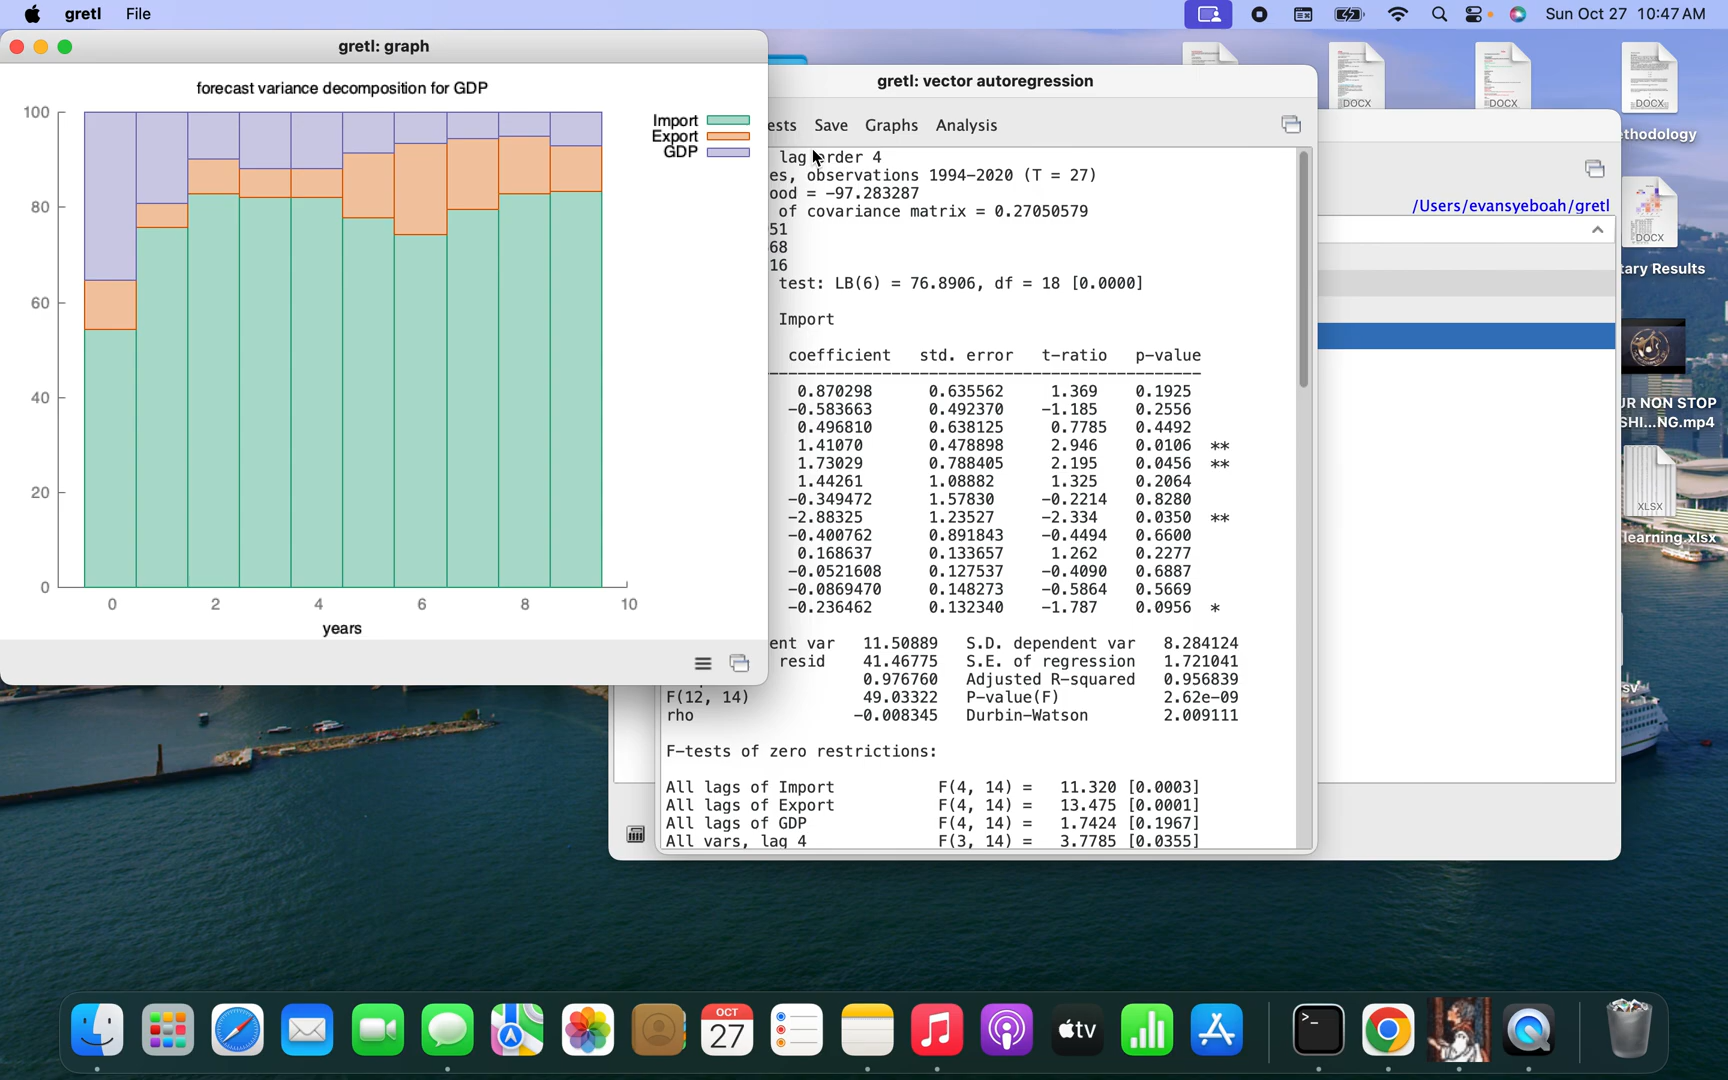 gretl File
Sun Oct 27 10:47 AM
gretl: graph
forecast variance decomposition for GDP
100
80
60
40
20
0
0 2 4 6 8 10
years
Import
Export
GDP
gretl: vector autoregression
ests Save Graphs Analysis
lag order 4
es, observations 1994-2020 (T = 27)
ood = -97.283287
of covariance matrix = 0.27050579
51
68
16
test: LB(6) = 76.8906, df = 18 [0.0000]
Import
coefficient std. error t-ratio p-value
0.870298 0.635562 1.369 0.1925
-0.583663 0.492370 -1.185 0.2556
0.496810 0.638125 0.7785 0.4492
1.41070 0.478898 2.946 0.0106 **
1.73029 0.788405 2.195 0.0456 **
1.44261 1.08882 1.325 0.2064
-0.349472 1.57830 -0.2214 0.8280
-2.88325 1.23527 -2.334 0.0350 **
-0.400762 0.891843 -0.4494 0.6600
0.168637 0.133657 1.262 0.2277
-0.0521608 0.127537 -0.4090 0.6887
-0.0869470 0.148273 -0.5864 0.5669
-0.236462 0.132340 -1.787 0.0956 *
ent var 11.50889 S.D. dependent var 8.284124
resid 41.46775 S.E. of regression 1.721041
0.976760 Adjusted R-squared 0.956839
F(12, 14) 49.03322 P-value(F) 2.62e-09
rho -0.008345 Durbin-Watson 2.009111
F-tests of zero restrictions:
All lags of Import F(4, 14) = 11.320 [0.0003]
All lags of Export F(4, 14) = 13.475 [0.0001]
All lags of GDP F(4, 14) = 1.7424 [0.1967]
All vars, lag 4 F(3, 14) = 3.7785 [0.0355]
/Users/evansyeboah/gretl
DOCX
DOCX
DOCX
thodology
DOCX
tary Results
UR NON STOP
SHI...NG.mp4
XLSX
learning.xlsx
sv
OCT
27
tv
>_